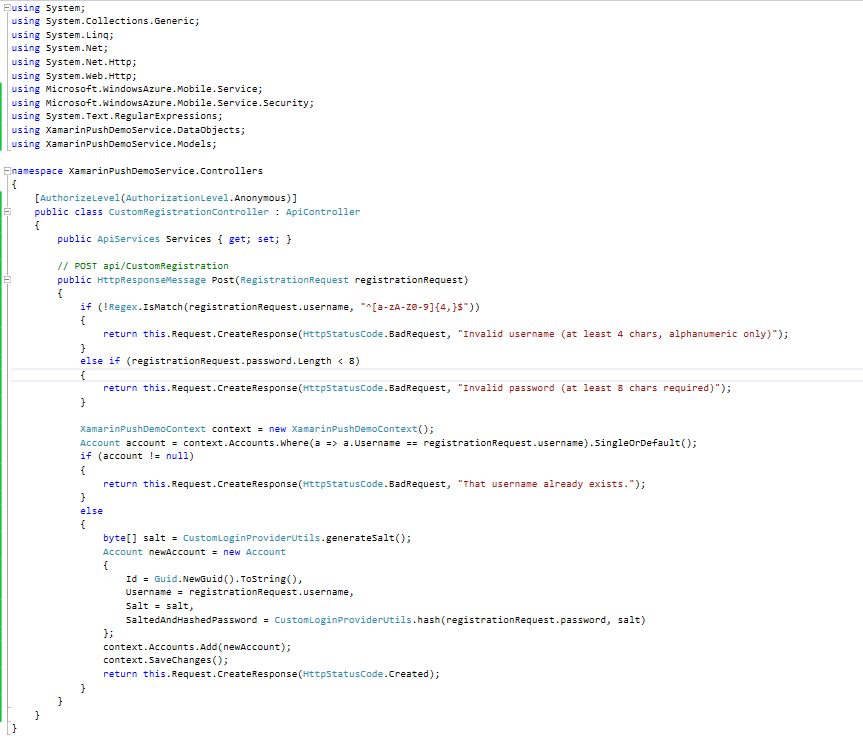 using System;
using System.Collections.Generic;
using System.Linq;
using System.Net;
using System.Net.Http;
using System.Web.Http;
using Microsoft.WindowsAzure.Mobile.Service;
using Microsoft.WindowsAzure.Mobile.Service.Security;
using System.Text.RegularExpressions;
using XamarinPushDemoService.DataObjects;
using XamarinPushDemoService.Models;

namespace XamarinPushDemoService.Controllers
{
    [AuthorizeLevel(AuthorizationLevel.Anonymous)]
    public class CustomRegistrationController : ApiController
    {
        public ApiServices Services { get; set; }

        // POST api/CustomRegistration
        public HttpResponseMessage Post(RegistrationRequest registrationRequest)
        {
            if (!Regex.IsMatch(registrationRequest.username, "^[a-zA-Z0-9]{4,}$"))
            {
                return this.Request.CreateResponse(HttpStatusCode.BadRequest, "Invalid username (at least 4 chars, alphanumeric only)");
            }
            else if (registrationRequest.password.Length < 8)
            {
                return this.Request.CreateResponse(HttpStatusCode.BadRequest, "Invalid password (at least 8 chars required)");
            }

            XamarinPushDemoContext context = new XamarinPushDemoContext();
            Account account = context.Accounts.Where(a => a.Username == registrationRequest.username).SingleOrDefault();
            if (account != null)
            {
                return this.Request.CreateResponse(HttpStatusCode.BadRequest, "That username already exists.");
            }
            else
            {
                byte[] salt = CustomLoginProviderUtils.generateSalt();
                Account newAccount = new Account
                {
                    Id = Guid.NewGuid().ToString(),
                    Username = registrationRequest.username,
                    Salt = salt,
                    SaltedAndHashedPassword = CustomLoginProviderUtils.hash(registrationRequest.password, salt)
                };
                context.Accounts.Add(newAccount);
                context.SaveChanges();
                return this.Request.CreateResponse(HttpStatusCode.Created);
            }
        }
    }
}